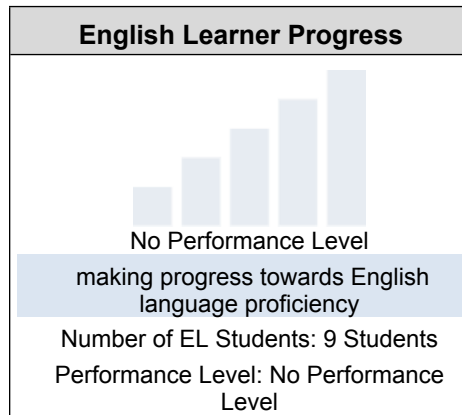 English Learner Progress
No Performance Level
making progress towards English
language proficiency
Number of EL Students: 9 Students
Performance Level: No Performance
Level